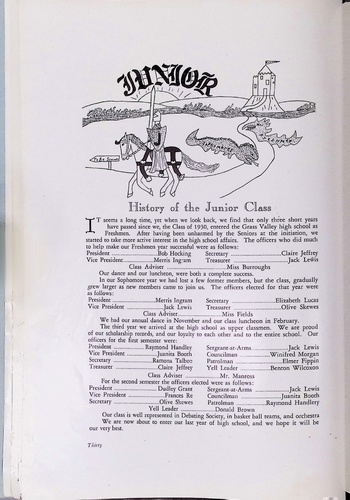 JUNIOR
To Be Seniors
History of the Junior Class
IT seems a long time, yet when we look back, we find that only three short years
have passed since we, the Class of 1930, entered the Grass Valley high school as
Freshmen. After having been unharmed by the Seniors at the initiation, we
started to take more active interest in the high school affairs. The officers who did much
to help make our Freshmen year successful were as follows:
President ... Bob Hocking Secretary ... Claire Jeffrey
Vice President ... Merris Ingram Treasurer ... Jack Lewis
Class Adviser ... Miss Burroughs
Our dance and our luncheon, were both a complete success.
In our Sophomore year we had lost a few former members, but the class, gradually
grew larger as new members came to join us. The officers elected for that year were
as follows:
President ... Merris Ingram Secretary ... Elizabeth Lucas
Vice President ... Jack Lewis Treasurer ... Olive Skewes
Class Adviser ... Miss Fields
We had our annual dance in November and our class luncheon in February.
The third year we arrived at the high school as upper classmen. We are proud
of our scholarship records, and our loyalty to each other and to the entire school. Our
officers for the first semester were:
President ... Raymond Handley Sergeant-at-Arms ... Jack Lewis
Vice President ... Juanita Booth Councilman ... Winifred Morgan
Secretary ... Ramona Talboz Patrolman ... Elmer Fippin
Treasurer ... Claire Jeffrey Yell Leader ... Benton Wilcoxon
Class Adviser ... Mr. Manress
For the second semester the officers elected were as follows:
President ... Dudley Grant Sergeant-at-Arms ... Jack Lewis
Vice President ... Frances Re Councilman ... Juanita Booth
Secretary ... Olive Skewes Patrolman ... Raymond Handlery
Yell Leader ... Donald Brown
Our class is well represented in Debating Society, in basket ball teams, and orchestra
We are now about to enter our last year of high school, and we hope it will be
our very best.
Thirty